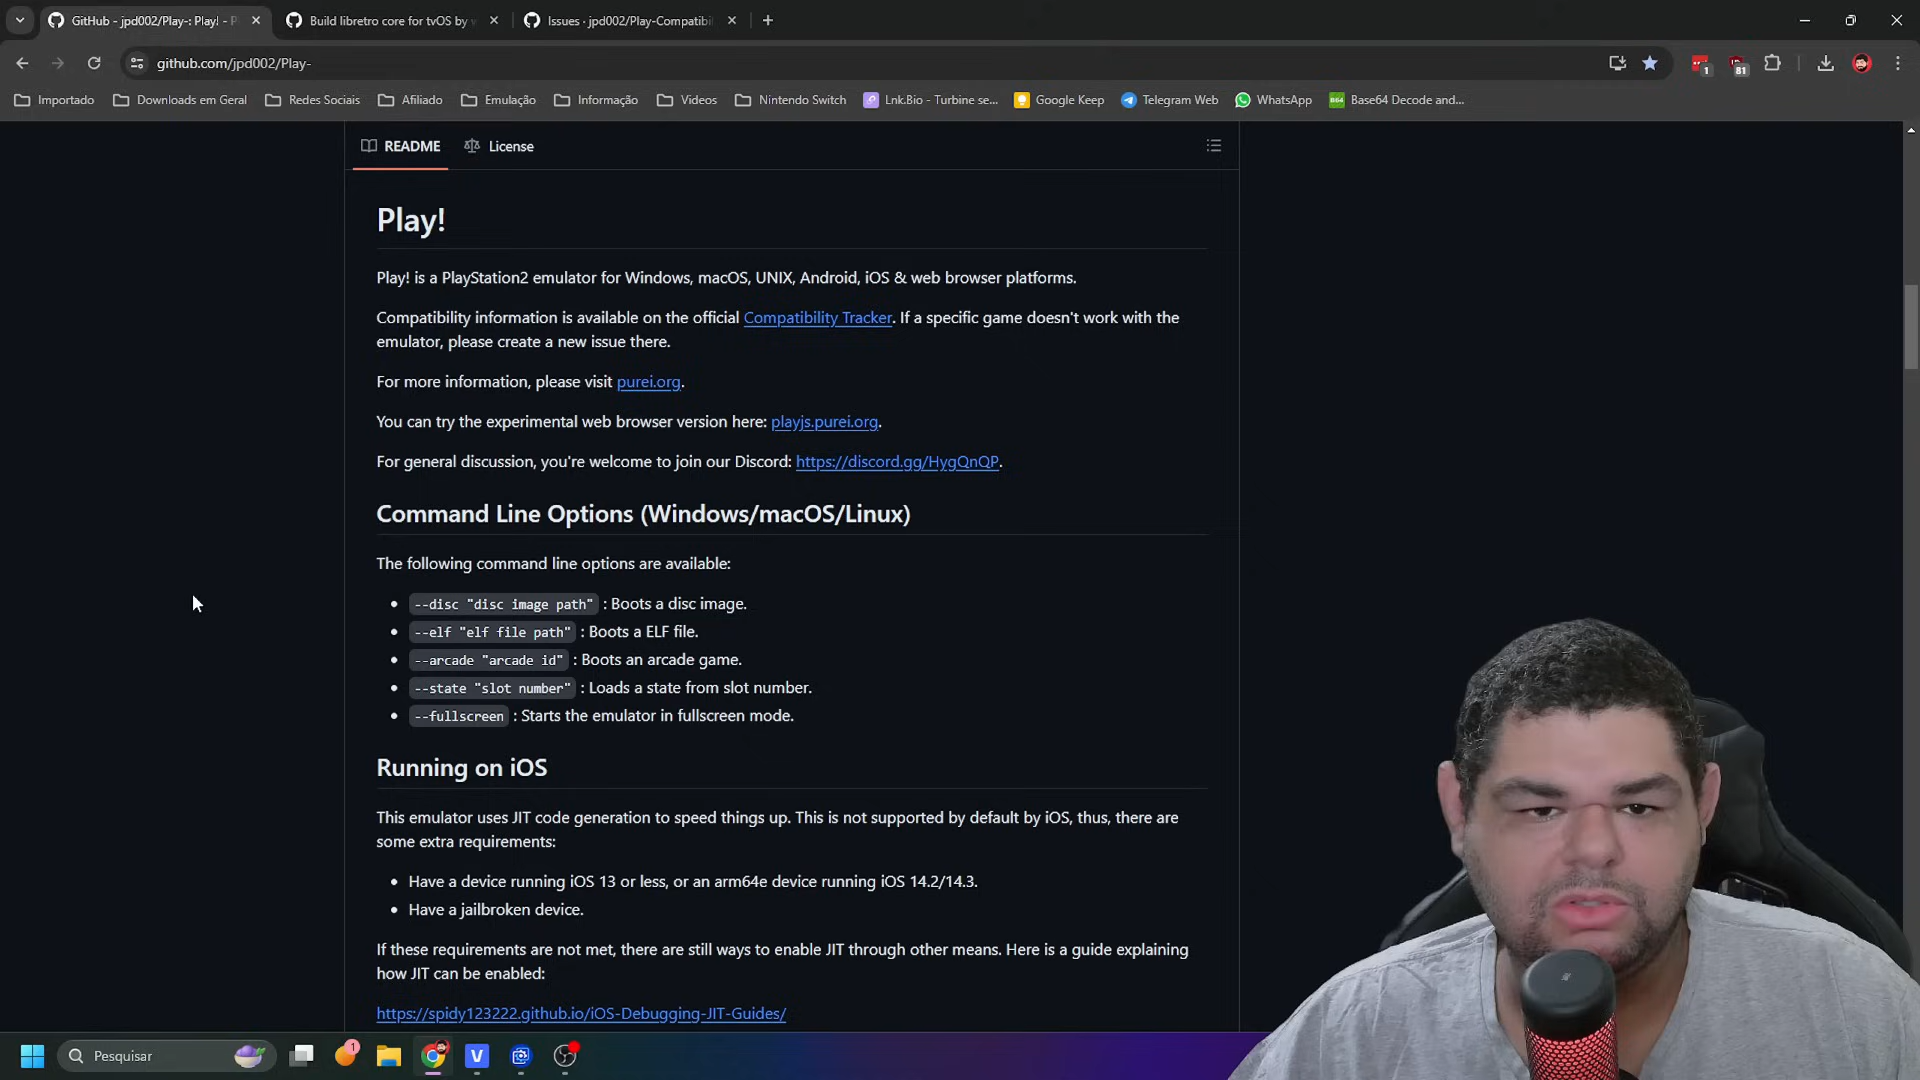 GitHub - jpd002/Play-: Play! - P
Build libretro core for tvOS by
Issues · jpd002/Play-Compatibil
github.com/jpd002/Play-
1
81
Importado
Downloads em Geral
Redes Sociais
Afiliado
Emulação
Informação
Videos
Nintendo Switch
Lnk.Bio - Turbine se...
Google Keep
Telegram Web
WhatsApp
B64
Base64 Decode and...
README
License
Play!
Play! is a PlayStation2 emulator for Windows, macOS, UNIX, Android, iOS & web browser platforms.
Compatibility information is available on the official Compatibility Tracker. If a specific game doesn't work with the
emulator, please create a new issue there.
For more information, please visit purei.org.
You can try the experimental web browser version here: playjs.purei.org.
For general discussion, you're welcome to join our Discord: https://discord.gg/HygQnQP.
Command Line Options (Windows/macOS/Linux)
The following command line options are available:
--disc "disc image path" : Boots a disc image.
--elf "elf file path" : Boots a ELF file.
--arcade "arcade id" : Boots an arcade game.
--state "slot number" : Loads a state from slot number.
--fullscreen : Starts the emulator in fullscreen mode.
Running on iOS
This emulator uses JIT code generation to speed things up. This is not supported by default by iOS, thus, there are
some extra requirements:
Have a device running iOS 13 or less, or an arm64e device running iOS 14.2/14.3.
Have a jailbroken device.
If these requirements are not met, there are still ways to enable JIT through other means. Here is a guide explaining
how JIT can be enabled:
https://spidy123222.github.io/iOS-Debugging-JIT-Guides/
Pesquisar
1
V